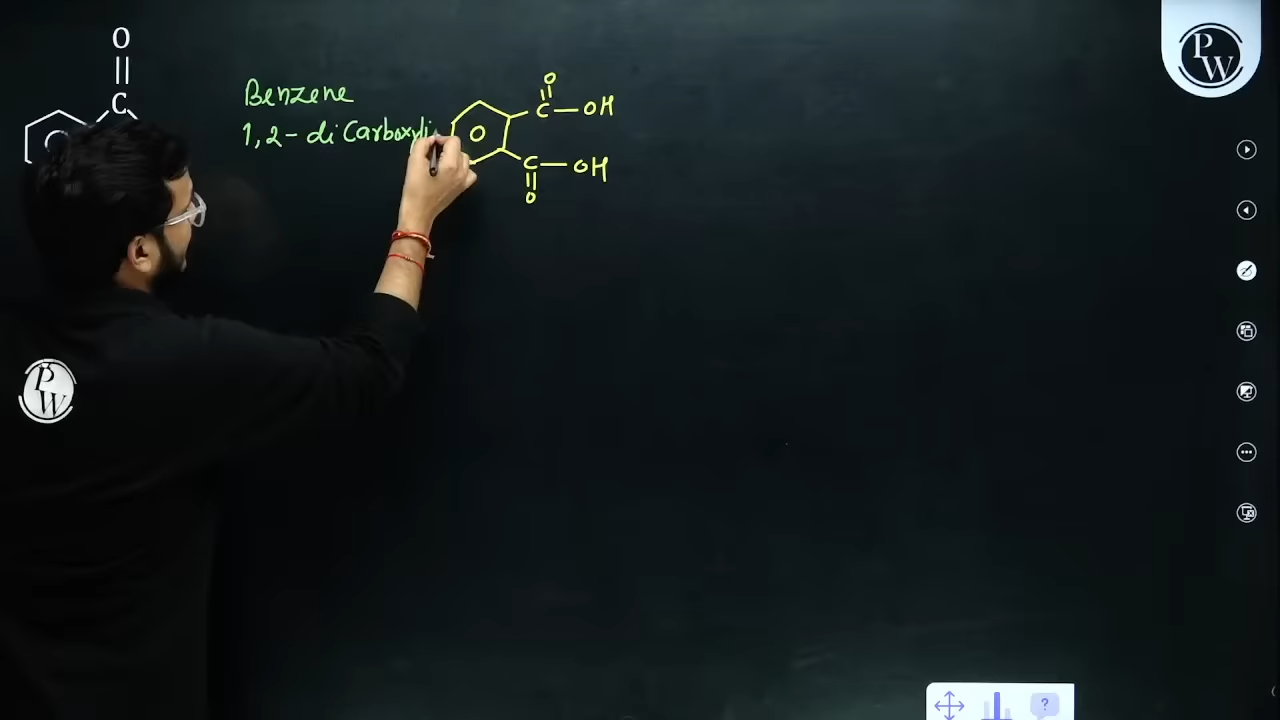 O
||
C
Benzene
1,2- di Carboxyli
O
C — OH
C — OH
O
P
W
P
W
?